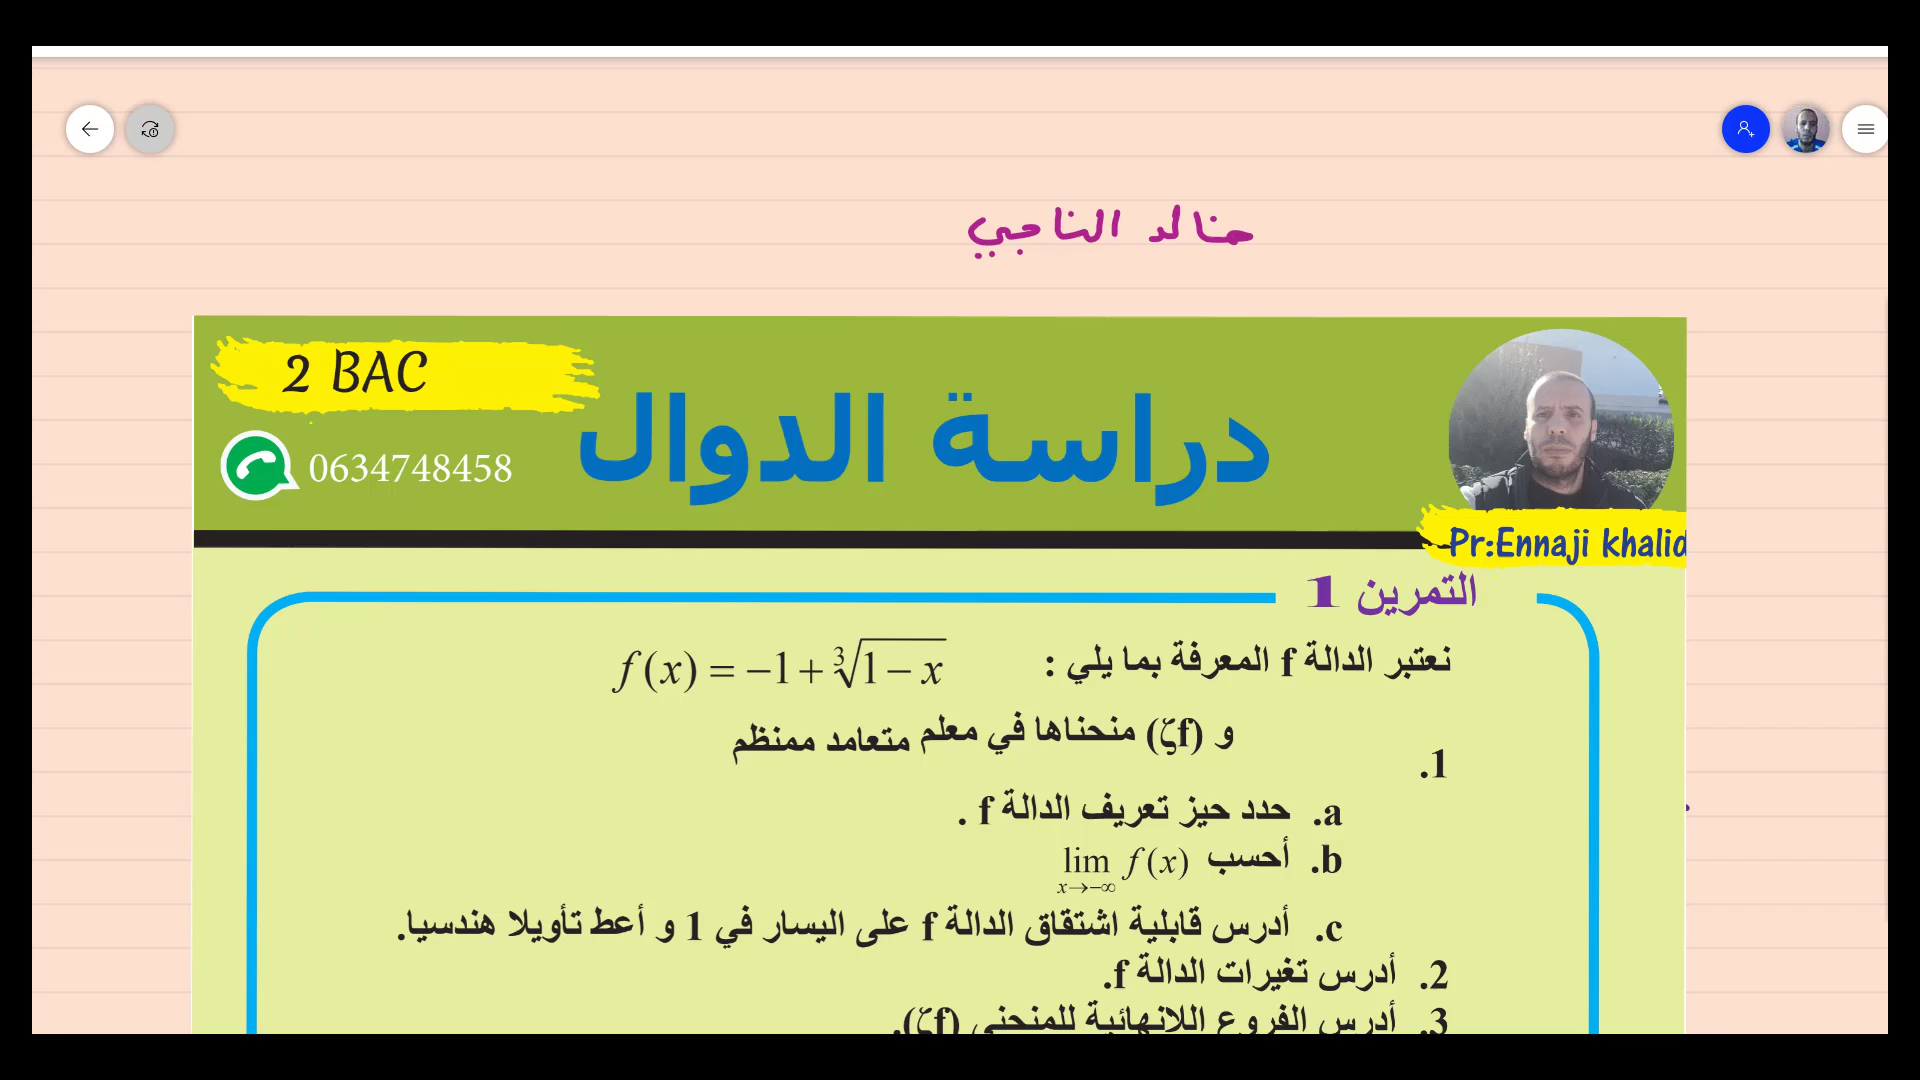 خالد الناجي
2 BAC
دراسة الدوال
0634748458
Pr:Ennaji khalid
التمرين 1
نعتبر الدالة f المعرفة بما يلي : f(x) = −1 + ∛(1 − x)
و (ζf) منحناها في معلم متعامد ممنظم
1.
a. حدد حيز تعريف الدالة f .
b. أحسب lim f(x) x→−∞
c. أدرس قابلية اشتقاق الدالة f على اليسار في 1 و أعط تأويلا هندسيا.
2. أدرس تغيرات الدالة f.
3. أدرس الفروع اللانهائية للمنحنى (ζf).